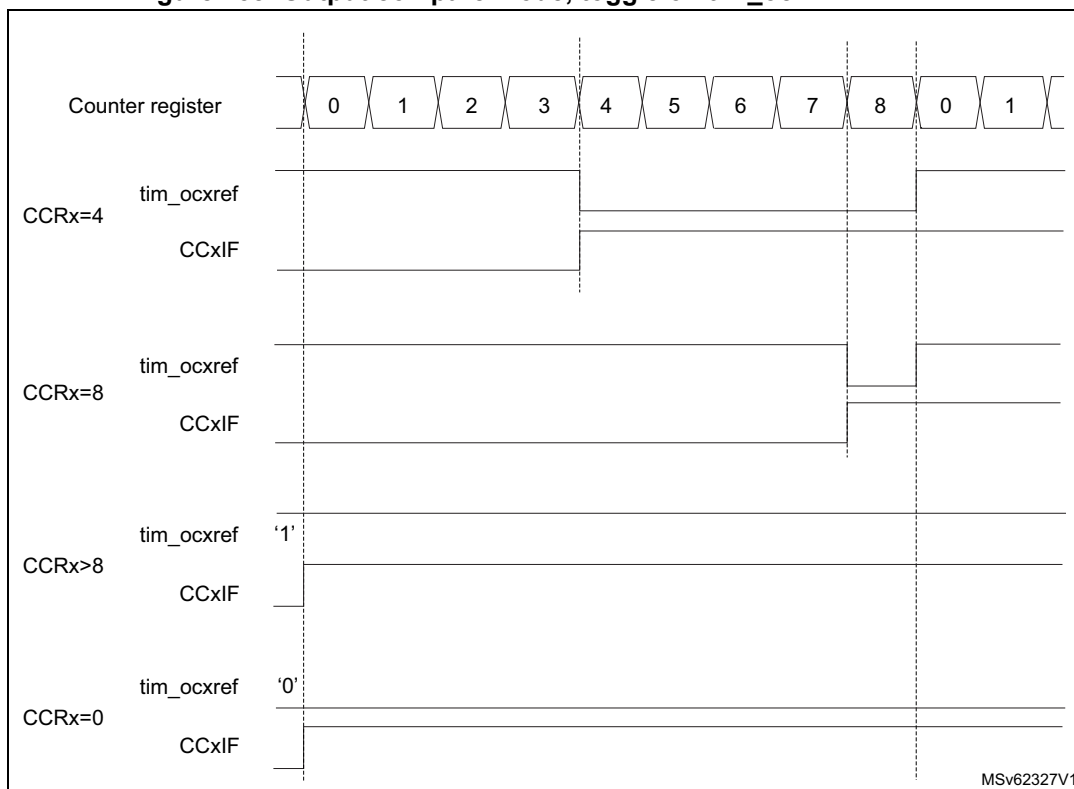 Counter register 0 1 2 3 4 5 6 7 8 0 1
tim_ocxref
CCRx=4
CCxIF
tim_ocxref
CCRx=8
CCxIF
tim_ocxref ‘1’
CCRx>8
CCxIF
tim_ocxref ‘0’
CCRx=0
CCxIF
MSv62327V1